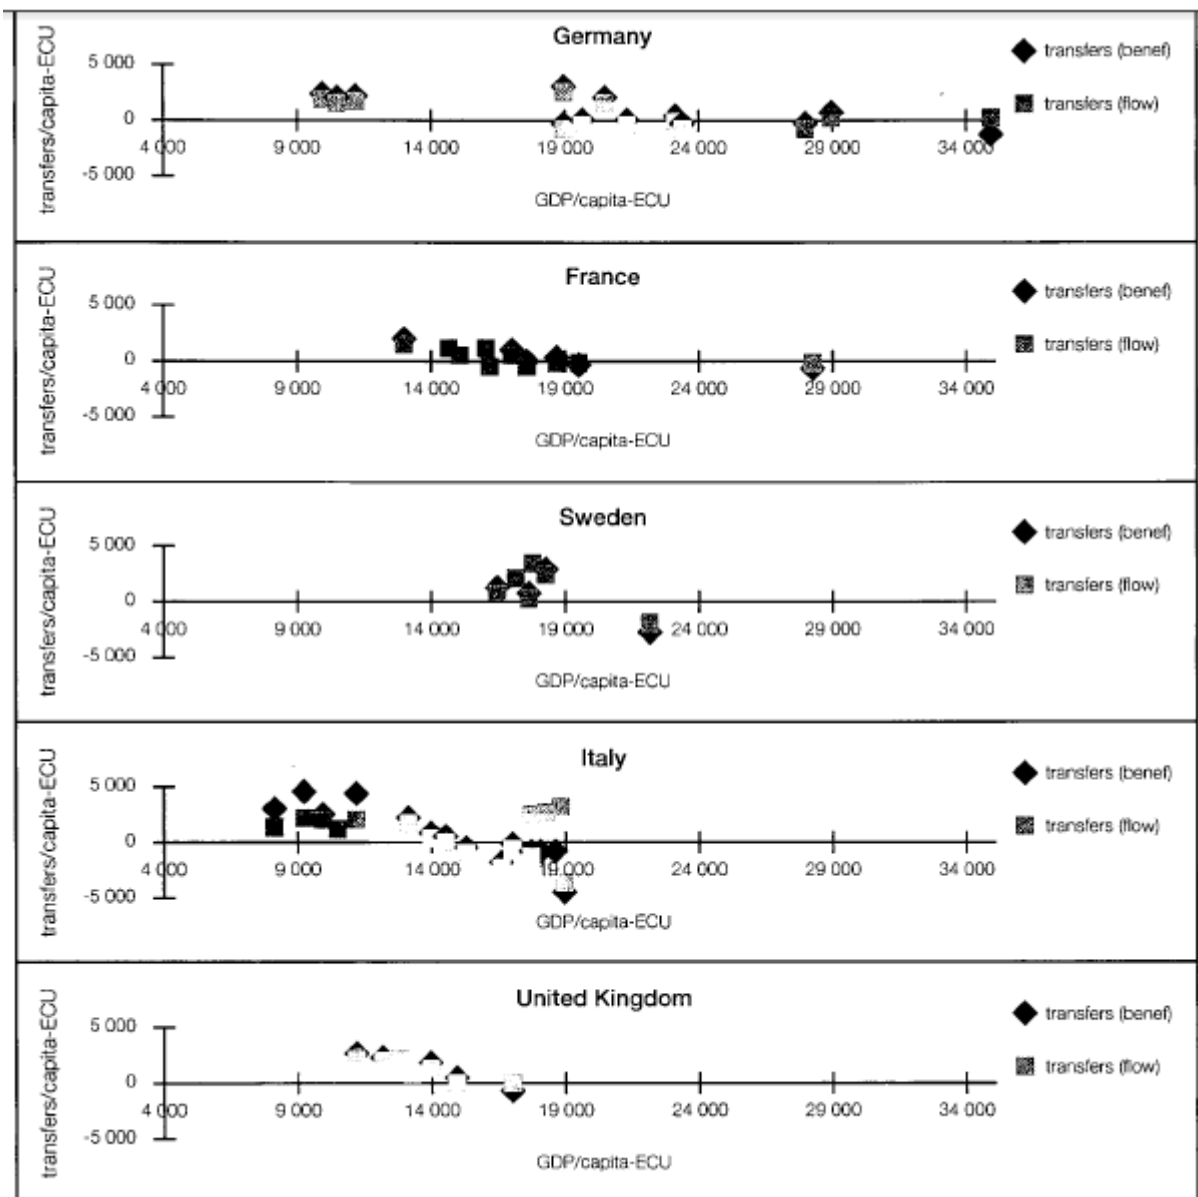 Germany
transfers/capita-ECU
5 000
0
-5 000
4 000 9 000 14 000 19 000 24 000 29 000 34 000
GDP/capita-ECU
transfers (benef)
transfers (flow)
France
transfers/capita-ECU
5 000
0
-5 000
4 000 9 000 14 000 19 000 24 000 29 000 34 000
GDP/capita-ECU
transfers (benef)
transfers (flow)
Sweden
transfers/capita-ECU
5 000
0
-5 000
4 000 9 000 14 000 19 000 24 000 29 000 34 000
GDP/capita-ECU
transfers (benef)
transfers (flow)
Italy
transfers/capita-ECU
5 000
0
-5 000
4 000 9 000 14 000 19 000 24 000 29 000 34 000
GDP/capita-ECU
transfers (benef)
transfers (flow)
United Kingdom
transfers/capita-ECU
5 000
0
-5 000
4 000 9 000 14 000 19 000 24 000 29 000 34 000
GDP/capita-ECU
transfers (benef)
transfers (flow)